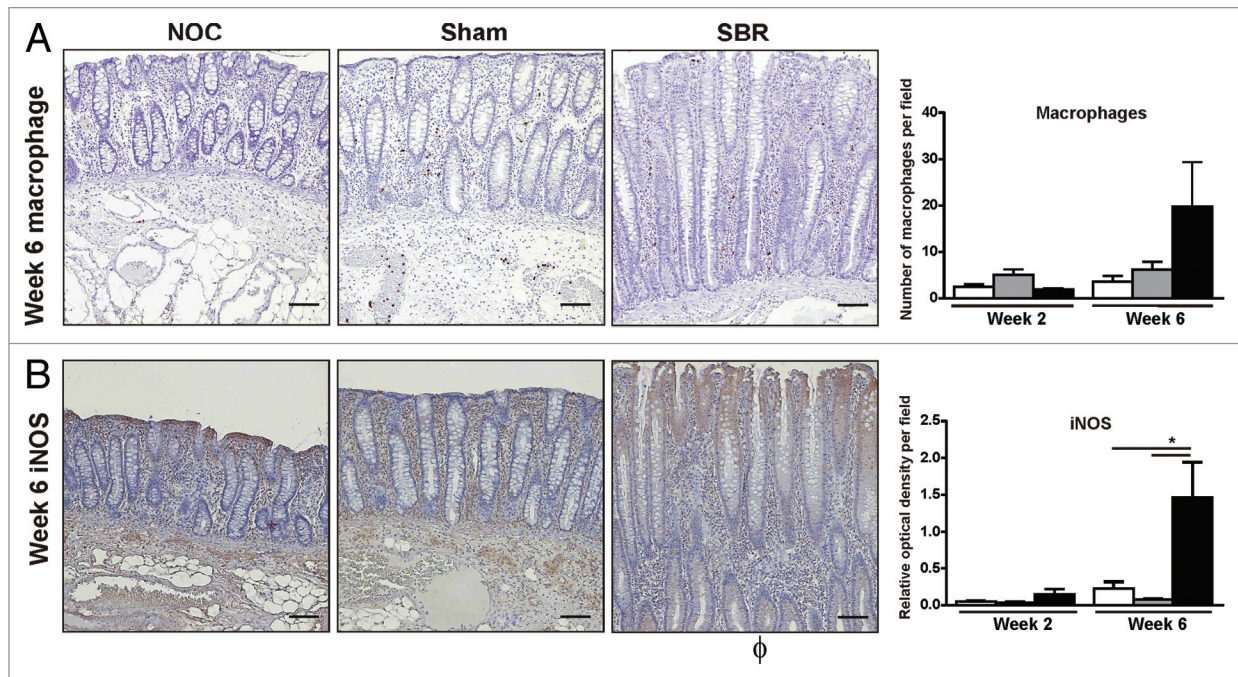 A
NOC
Sham
SBR
Week 6 macrophage
Number of macrophages per field
Macrophages
40
30
20
10
0
Week 2
Week 6
B
Week 6 iNOS
ϕ
Relative optical density per field
iNOS
*
2.5
2.0
1.5
1.0
0.5
0.0
Week 2
Week 6